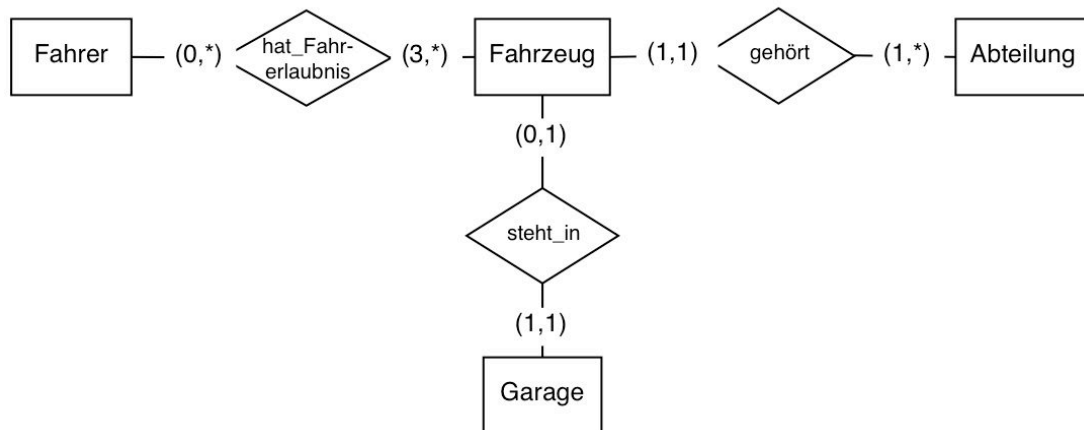 Fahrer
(0,*)
hat_Fahr-
erlaubnis
(3,*)
Fahrzeug
(1,1)
gehört
(1,*)
Abteilung
(0,1)
steht_in
(1,1)
Garage